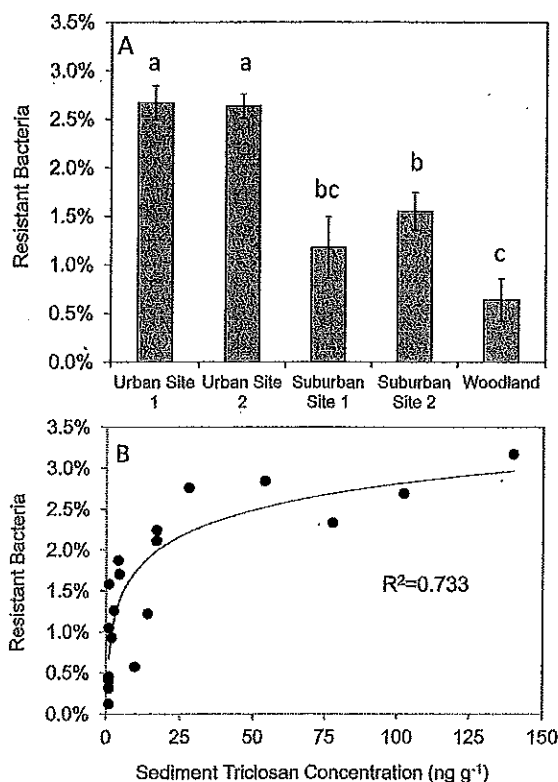 A
3.5%
3.0%
2.5%
2.0%
1.5%
1.0%
0.5%
0.0%
Resistant Bacteria
a
a
bc
b
c
Urban Site 1
Urban Site 2
Suburban Site 1
Suburban Site 2
Woodland
B
3.5%
3.0%
2.5%
2.0%
1.5%
1.0%
0.5%
0.0%
Resistant Bacteria
R²=0.733
0
25
50
75
100
125
150
Sediment Triclosan Concentration (ng g⁻¹)